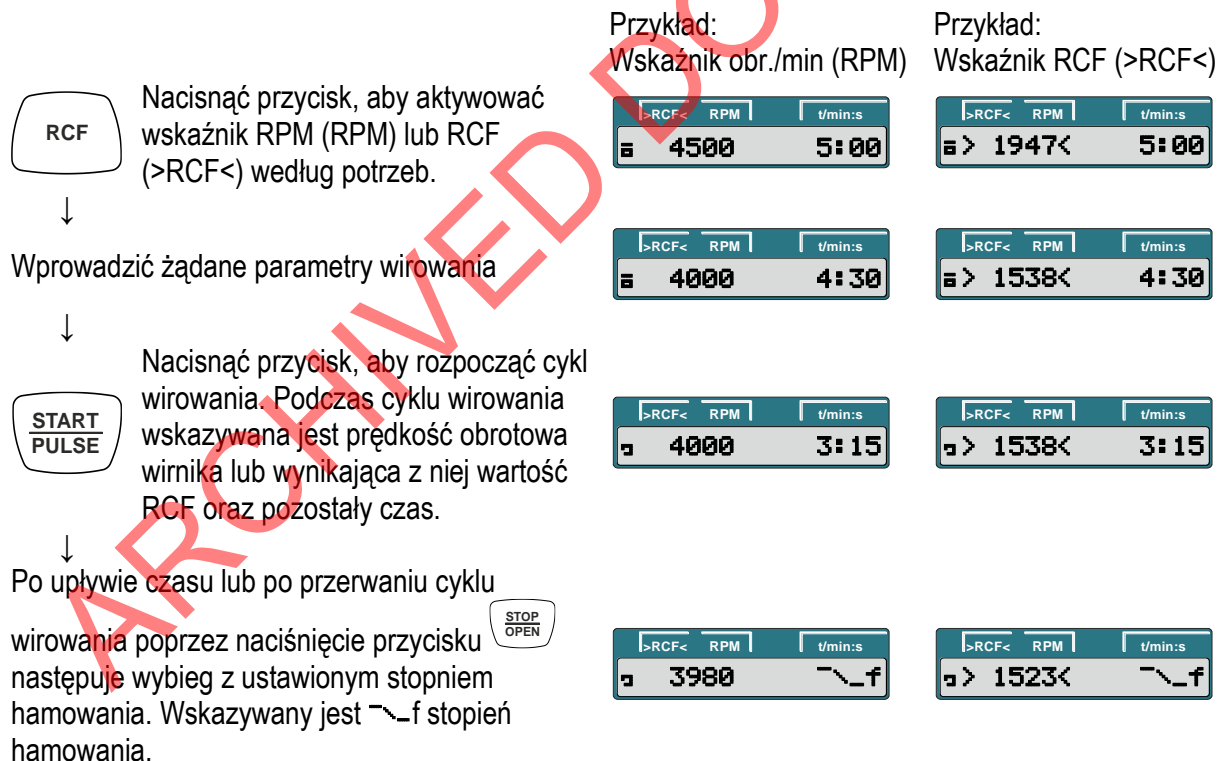 Przykład:
Wskaźnik obr./min (RPM)
Przykład:
Wskaźnik RCF (>RCF<)
RCF
Nacisnąć przycisk, aby aktywować
wskaźnik RPM (RPM) lub RCF
(>RCF<) według potrzeb.
>RCF< RPM t/min:s
4500 5:00
>RCF< RPM t/min:s
> 1947< 5:00
↓
Wprowadzić żądane parametry wirowania
>RCF< RPM t/min:s
4000 4:30
>RCF< RPM t/min:s
> 1538< 4:30
↓
START
PULSE
Nacisnąć przycisk, aby rozpocząć cykl
wirowania. Podczas cyklu wirowania
wskazywana jest prędkość obrotowa
wirnika lub wynikająca z niej wartość
RCF oraz pozostały czas.
>RCF< RPM t/min:s
4000 3:15
>RCF< RPM t/min:s
> 1538< 3:15
↓
Po upływie czasu lub po przerwaniu cyklu
wirowania poprzez naciśnięcie przycisku STOP
OPEN
następuje wybieg z ustawionym stopniem
hamowania. Wskazywany jest f stopień
hamowania.
>RCF< RPM t/min:s
3980 f
>RCF< RPM t/min:s
> 1523< f
ARCHIVED DO